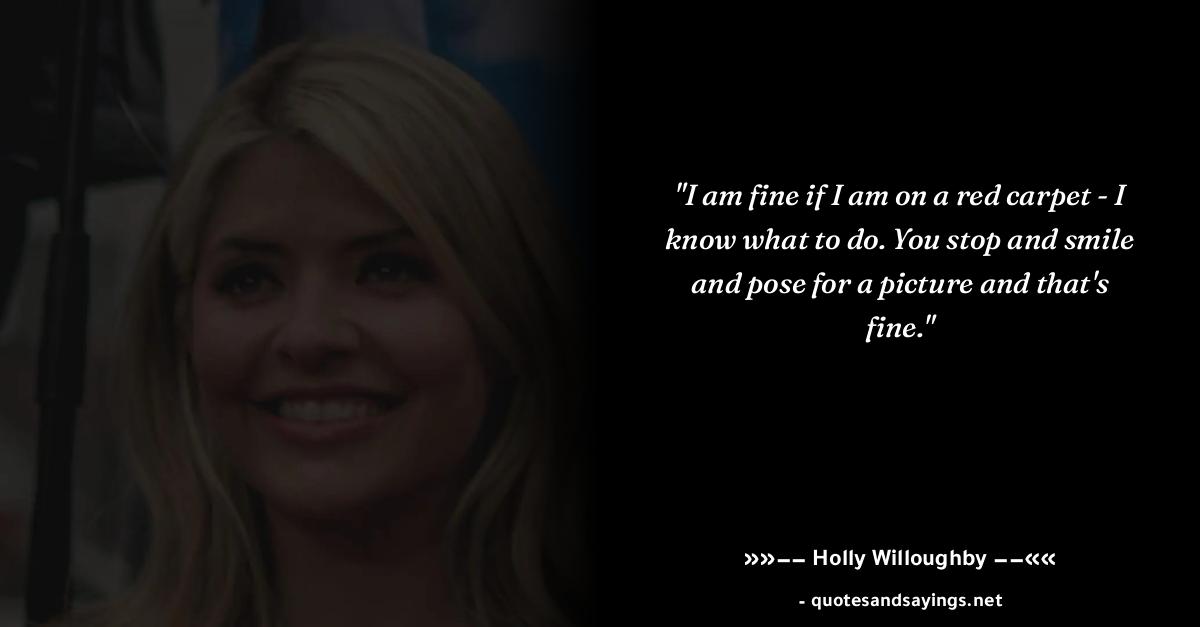 "I am fine if I am on a red carpet - I
know what to do. You stop and smile
and pose for a picture and that's
fine."
»»–– Holly Willoughby ––««
- quotesandsayings.net